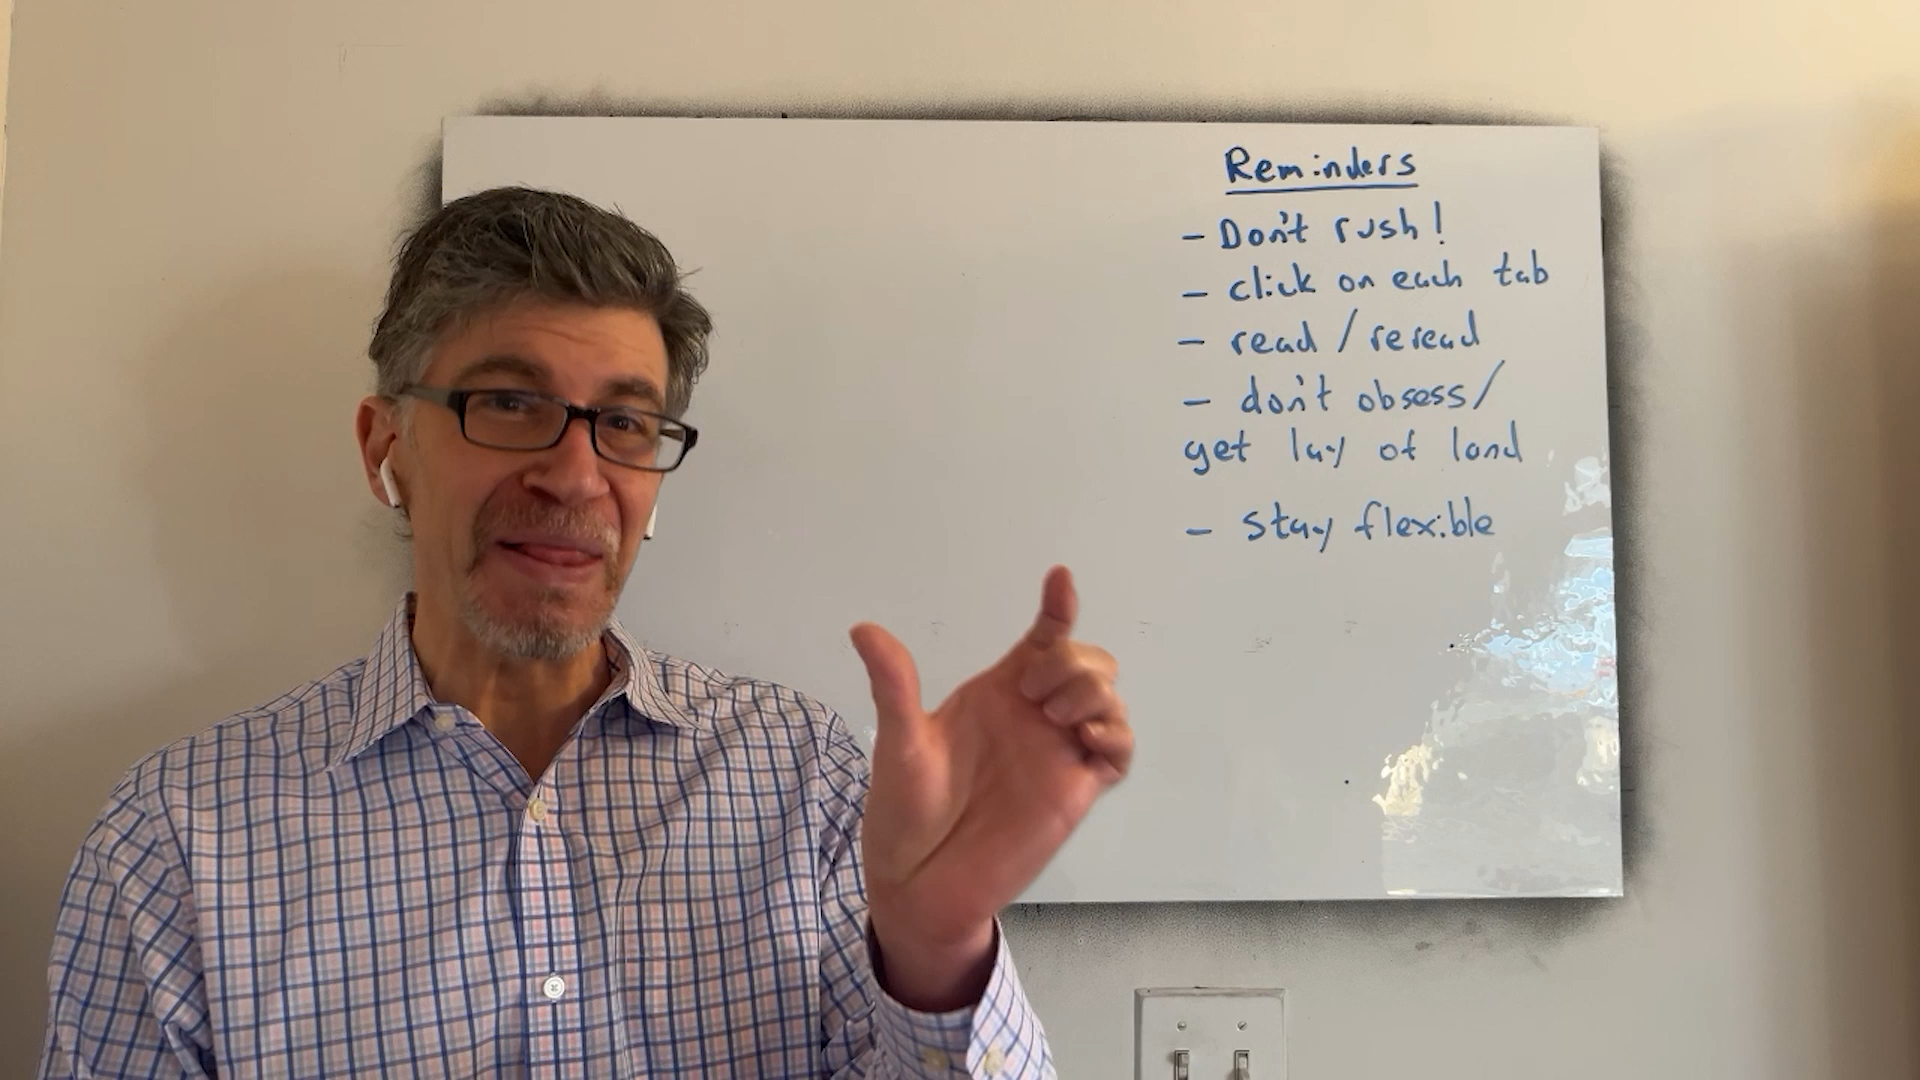 Reminders
- Don't rush!
- click on each tab
- read / reread
- don't obsess/
get lay of land
- stay flexible